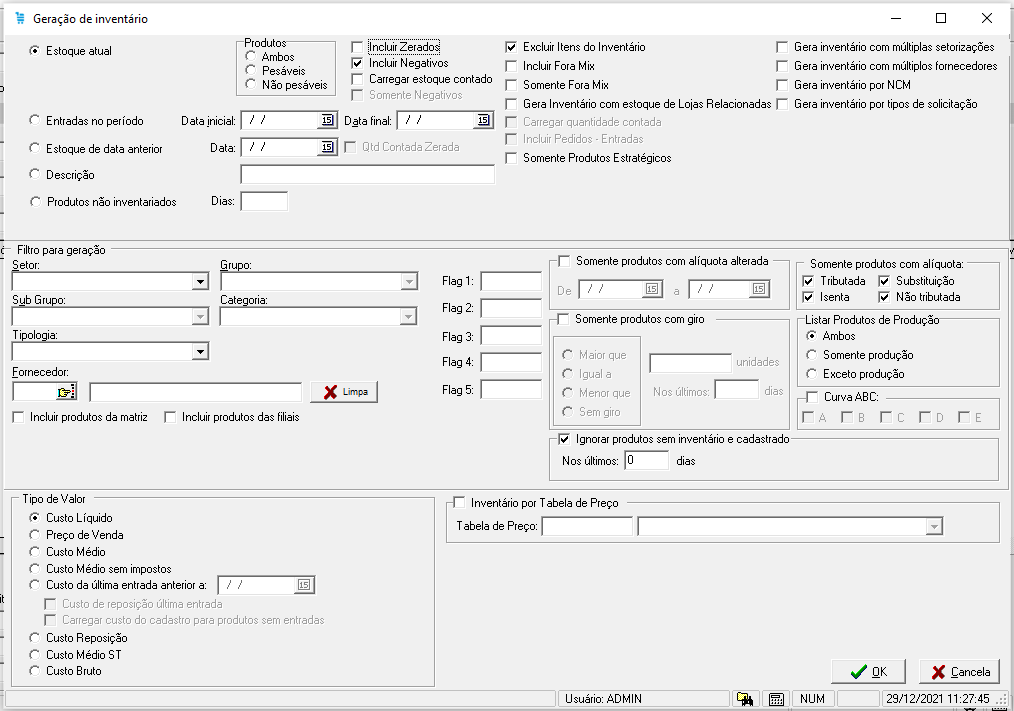 Geração de inventário
Estoque atual
Produtos
Ambos
Pesáveis
Não pesáveis
Incluir Zerados
Incluir Negativos
Carregar estoque contado
Somente Negativos
Excluir Itens do Inventário
Incluir Fora Mix
Somente Fora Mix
Gera Inventário com estoque de Lojas Relacionadas
Carregar quantidade contada
Incluir Pedidos - Entradas
Somente Produtos Estratégicos
Gera inventário com múltiplas setorizações
Gera inventário com múltiplos fornecedores
Gera inventário por NCM
Gera inventário por tipos de solicitação
Entradas no período
Data inicial: / / 15
Data final: / / 15
Estoque de data anterior
Data: / / 15
Qtd Contada Zerada
Descrição
Produtos não inventariados
Dias:
Filtro para geração
Setor:
Grupo:
Sub Grupo:
Categoria:
Tipologia:
Fornecedor:
Limpa
Incluir produtos da matriz
Incluir produtos das filiais
Flag 1:
Flag 2:
Flag 3:
Flag 4:
Flag 5:
Somente produtos com alíquota alterada
De / / 15 a / / 15
Somente produtos com giro
Maior que
Igual a
Menor que
Sem giro
unidades
Nos últimos: dias
Somente produtos com alíquota:
Tributada
Substituição
Isenta
Não tributada
Listar Produtos de Produção
Ambos
Somente produção
Exceto produção
Curva ABC:
A B C D E
Ignorar produtos sem inventário e cadastrado
Nos últimos: 0 dias
Tipo de Valor
Custo Líquido
Preço de Venda
Custo Médio
Custo Médio sem impostos
Custo da última entrada anterior a: / / 15
Custo de reposição última entrada
Carregar custo do cadastro para produtos sem entradas
Custo Reposição
Custo Médio ST
Custo Bruto
Inventário por Tabela de Preço
Tabela de Preço:
OK
Cancela
Usuário: ADMIN
NUM
29/12/2021 11:27:45